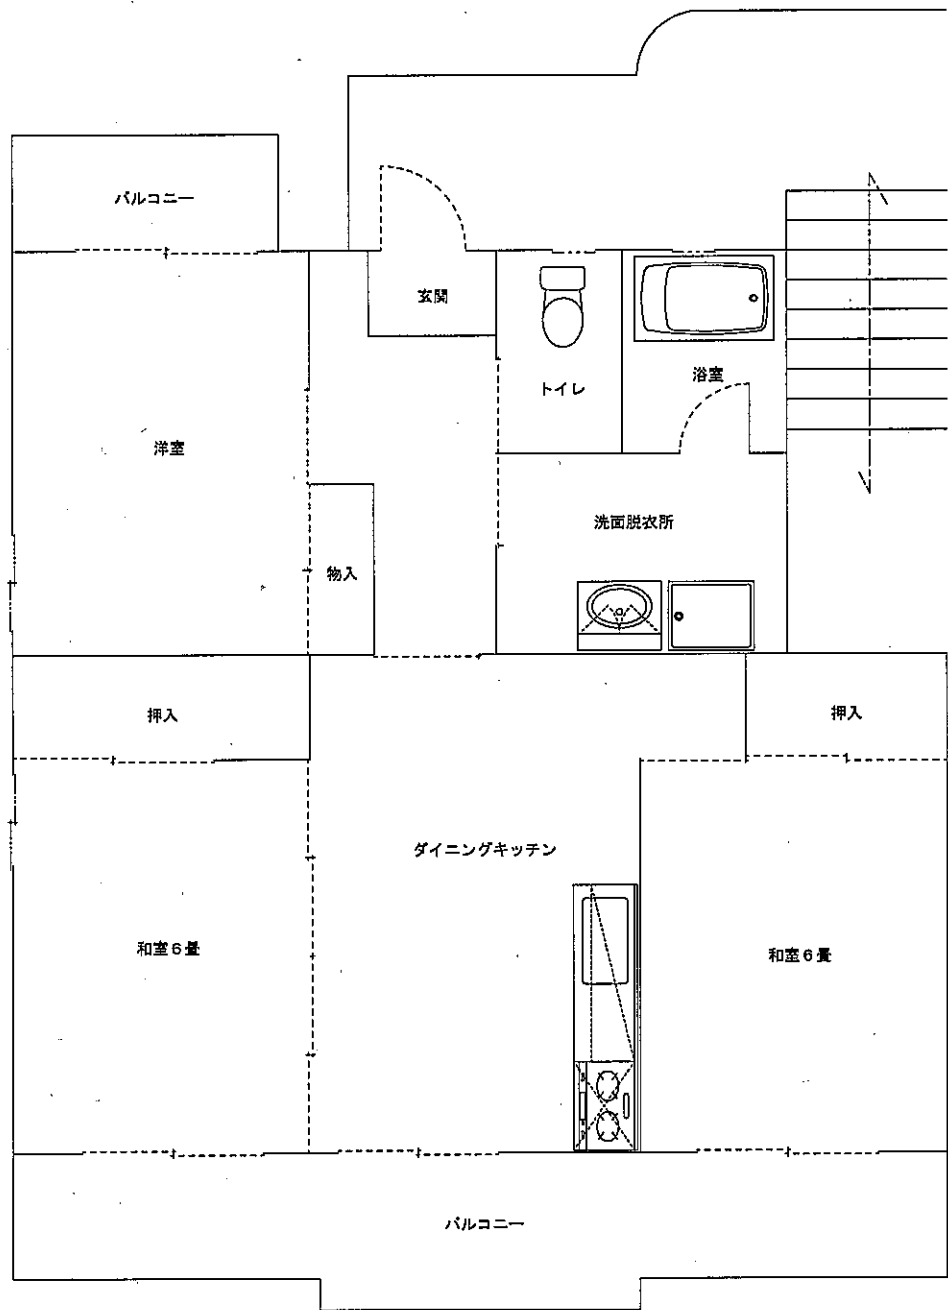 バルコニー
玄関
浴室
トイレ
洋室
洗面脱衣所
物入
押入
押入
ダイニングキッチン
和室6畳
和室6畳
バルコニー